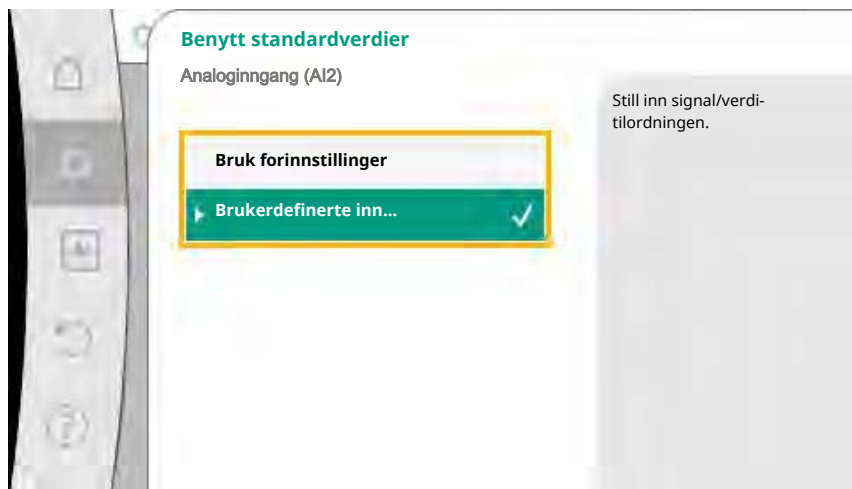 Benytt standardverdier
Analoginngang (AI2)
Bruk forinnstillinger
Brukerdefinerte inn...
Still inn signal/verdi-
tilordningen.